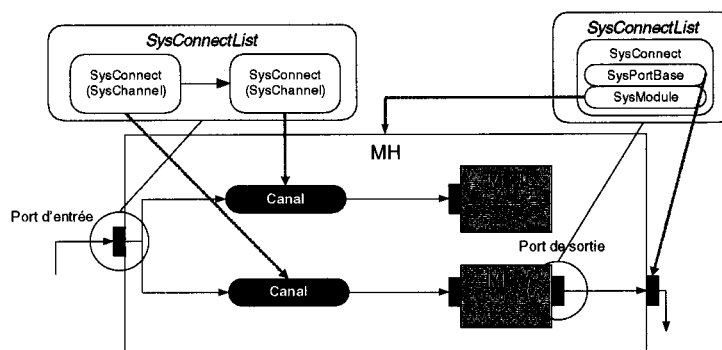 SysConnectList
SysConnect
(SysChannel)
SysConnect
(SysChannel)
SysConnectList
SysConnect
SysPortBase
SysModule
MH
Canal
Port d'entrée
Port de sortie
Canal